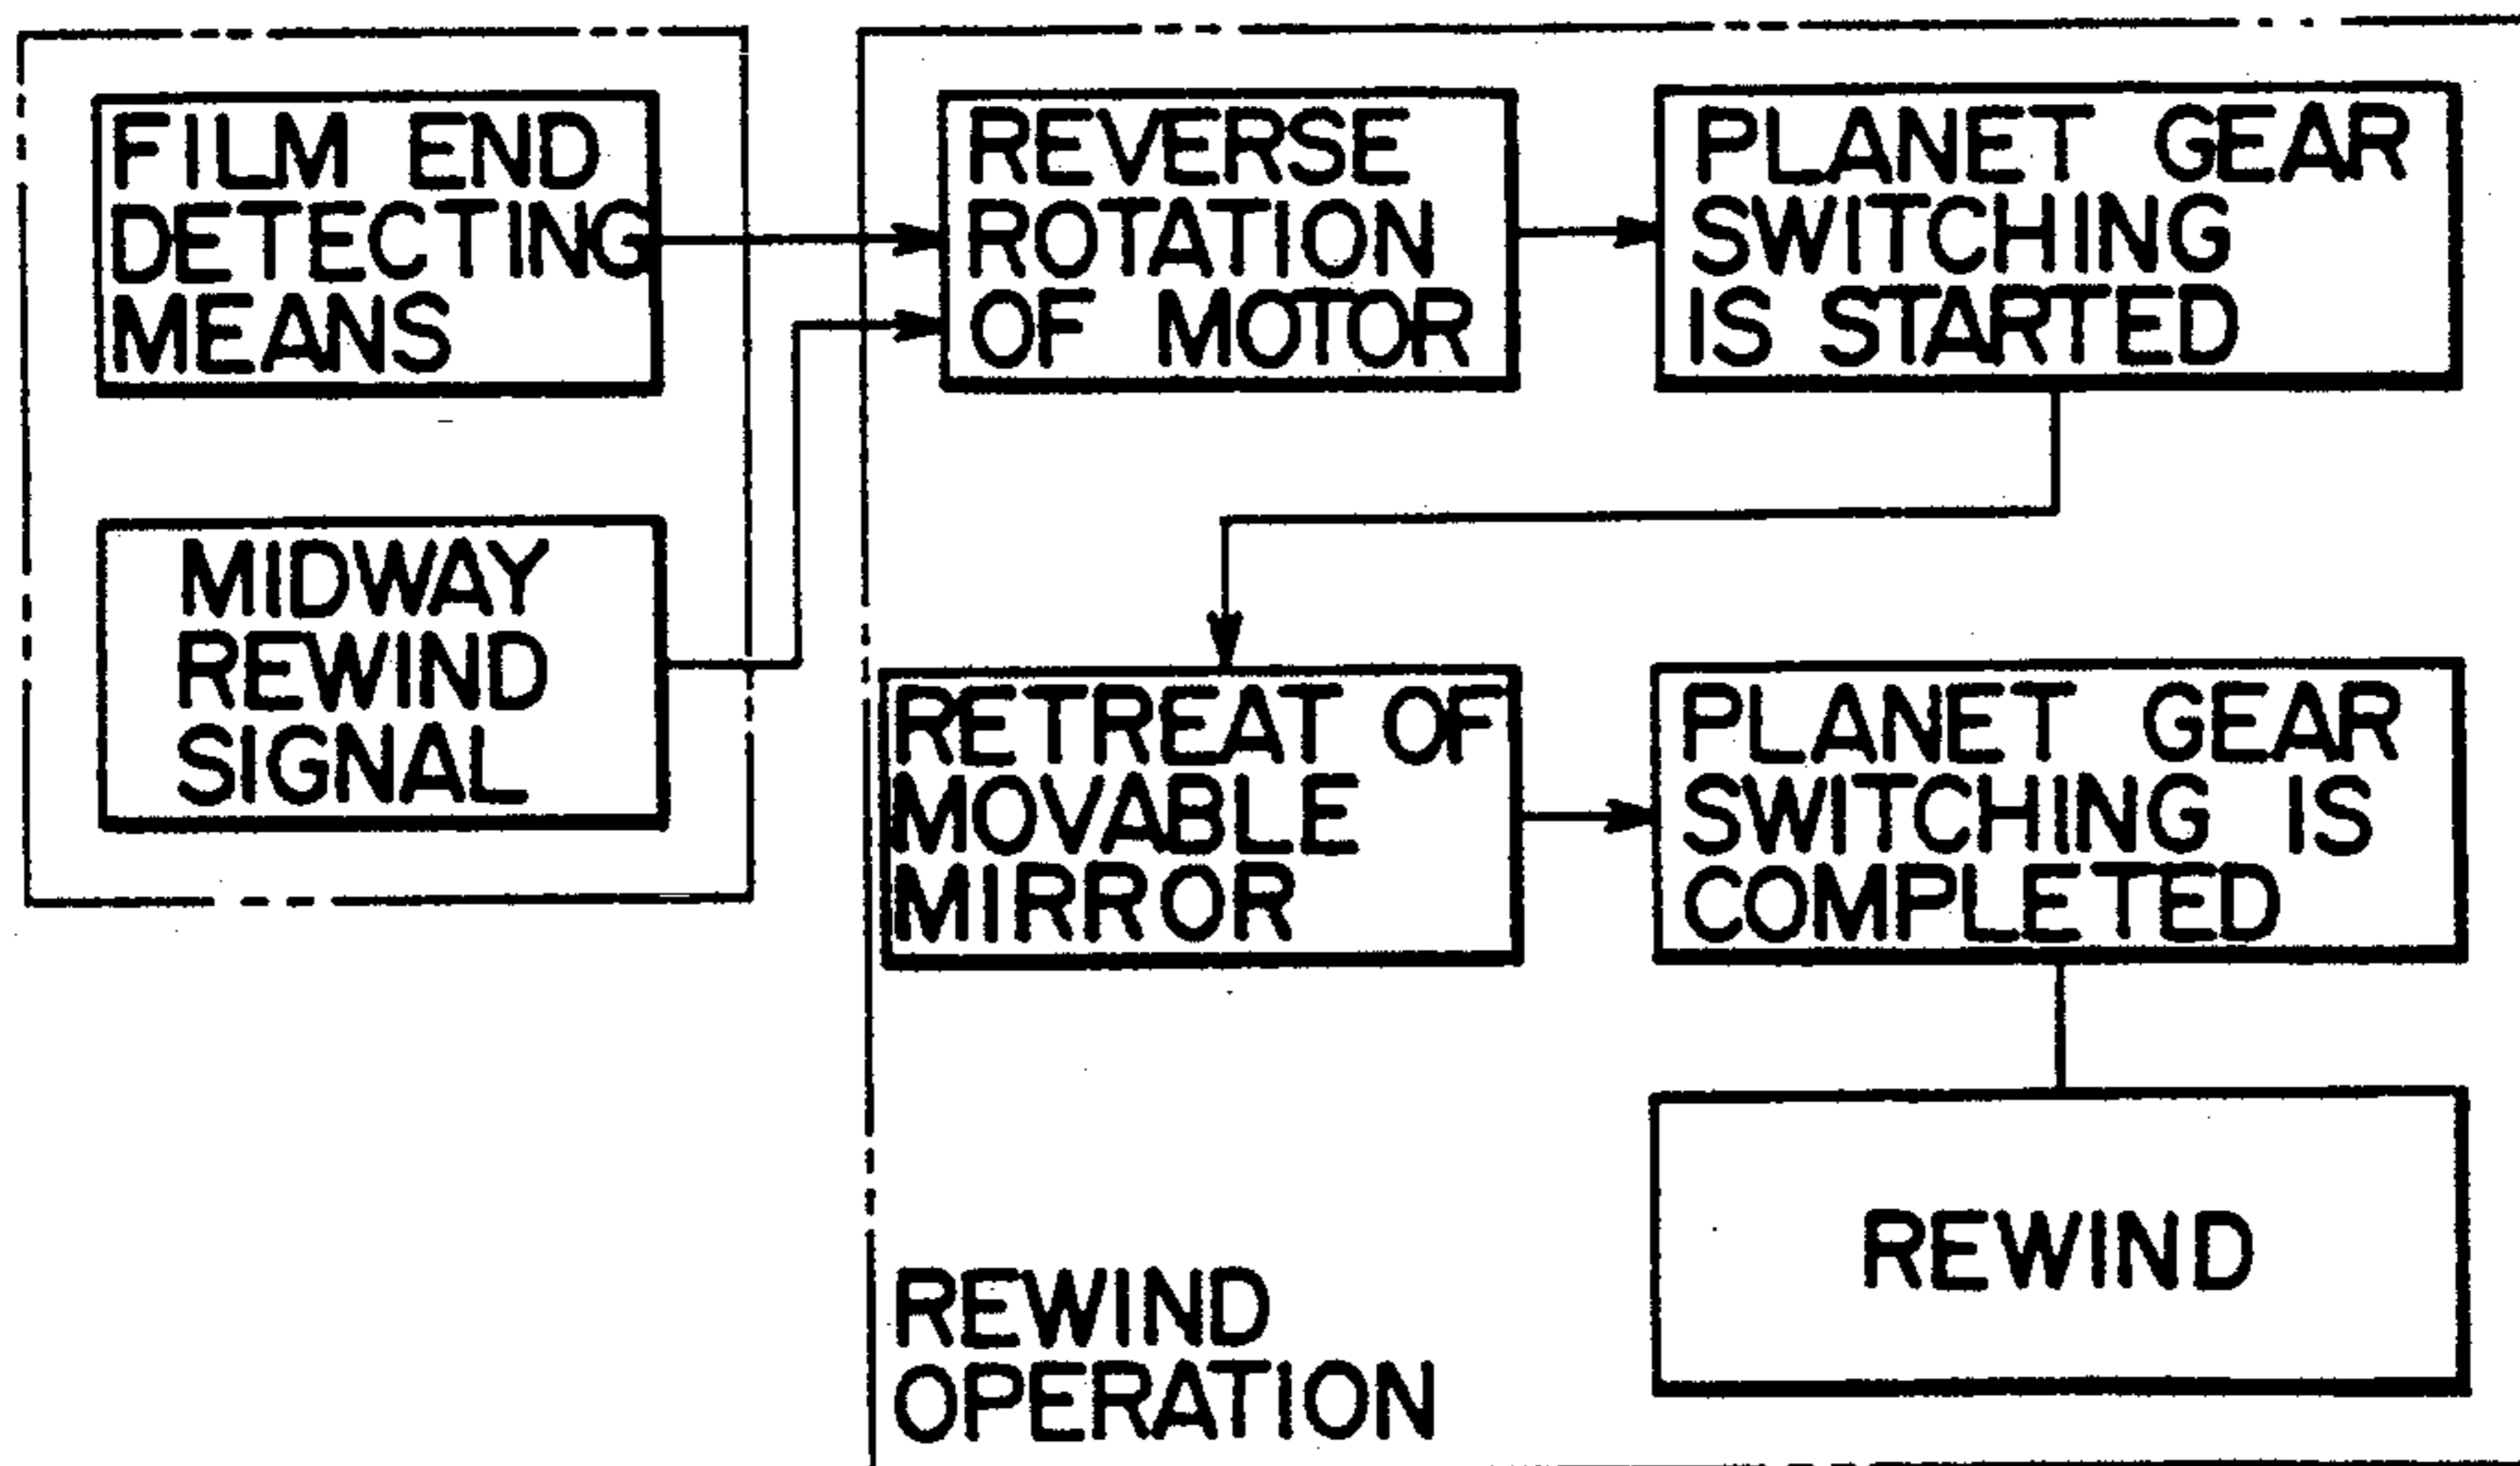 FILM END
DETECTING
MEANS
REVERSE
ROTATION
OF MOTOR
PLANET GEAR
SWITCHING
IS STARTED
MIDWAY
REWIND
SIGNAL
RETREAT OF
MOVABLE
MIRROR
PLANET GEAR
SWITCHING IS
COMPLETED
REWIND
REWIND
OPERATION